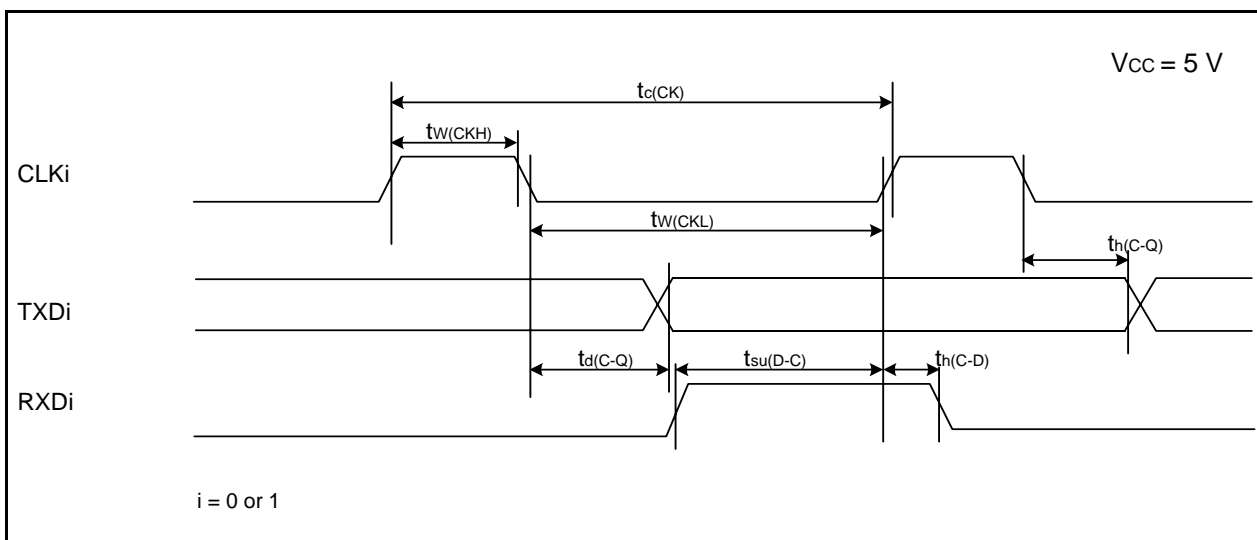 VCC = 5 V
tc(CK)
tW(CKH)
CLKi
tW(CKL)
th(C-Q)
TXDi
td(C-Q)
tsu(D-C)
th(C-D)
RXDi
i = 0 or 1